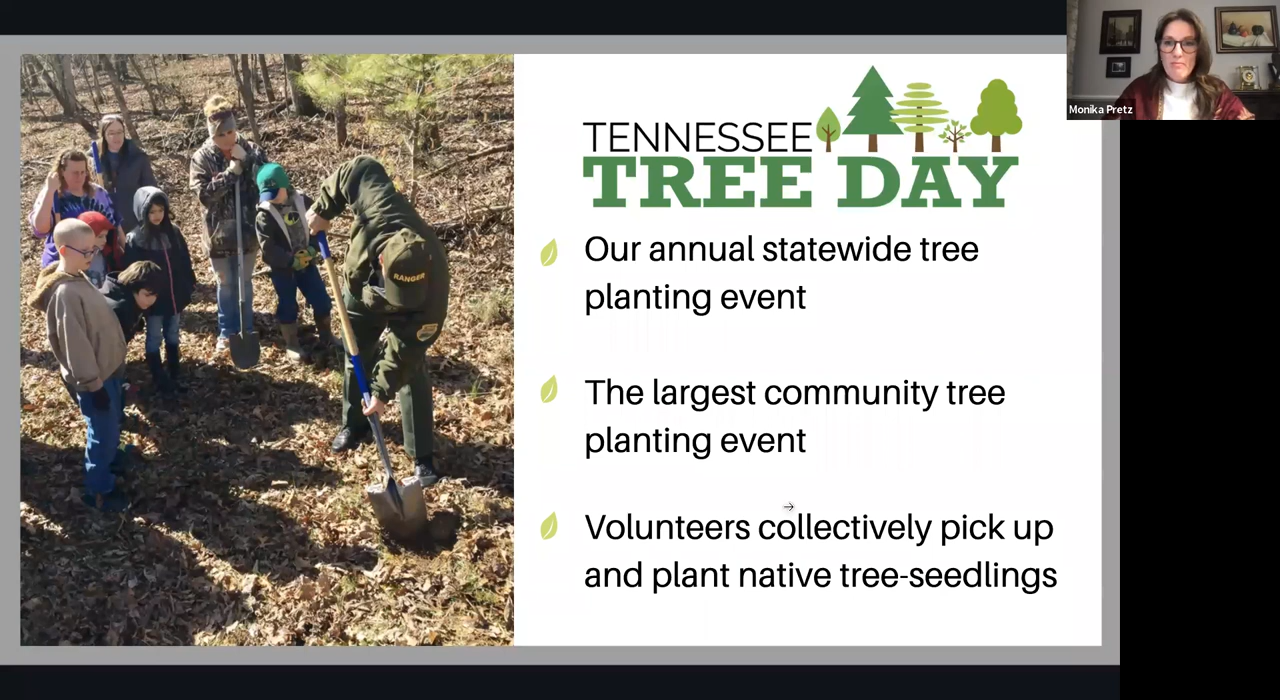 Monika Pretz
TENNESSEE
TREE DAY
RANGER
Our annual statewide tree
planting event
The largest community tree
planting event
Volunteers collectively pick up
and plant native tree-seedlings